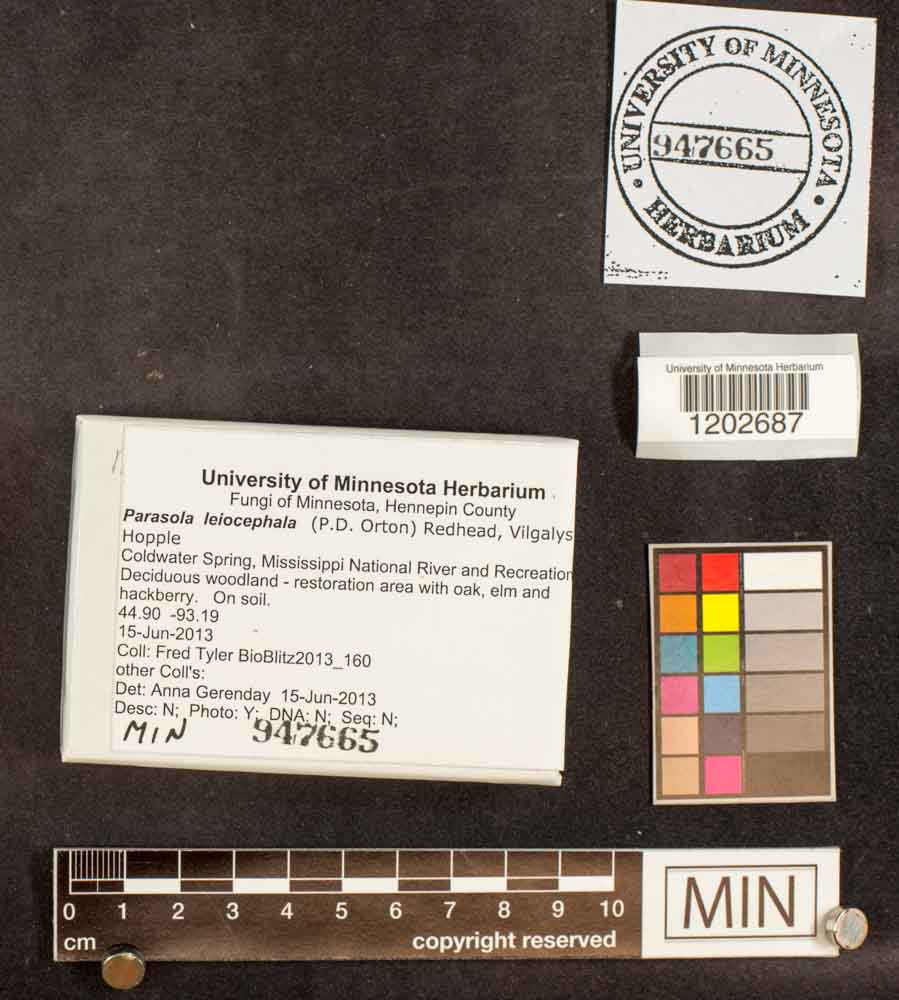 UNIVERSITY OF MINNESOTA
947665
HERBARIUM
University of Minnesota Herbarium
1202687
University of Minnesota Herbarium
Fungi of Minnesota, Hennepin County
Parasola leiocephala (P.D. Orton) Redhead, Vilgalys
Hopple
Coldwater Spring, Mississippi National River and Recreation
Deciduous woodland - restoration area with oak, elm and
hackberry. On soil.
44.90 -93.19
15-Jun-2013
Coll: Fred Tyler BioBlitz2013_160
other Coll's:
Det: Anna Gerenday 15-Jun-2013
Desc: N; Photo: Y; DNA: N; Seq: N;
MIN 947665
0 1 2 3 4 5 6 7 8 9 10
cm copyright reserved
MIN